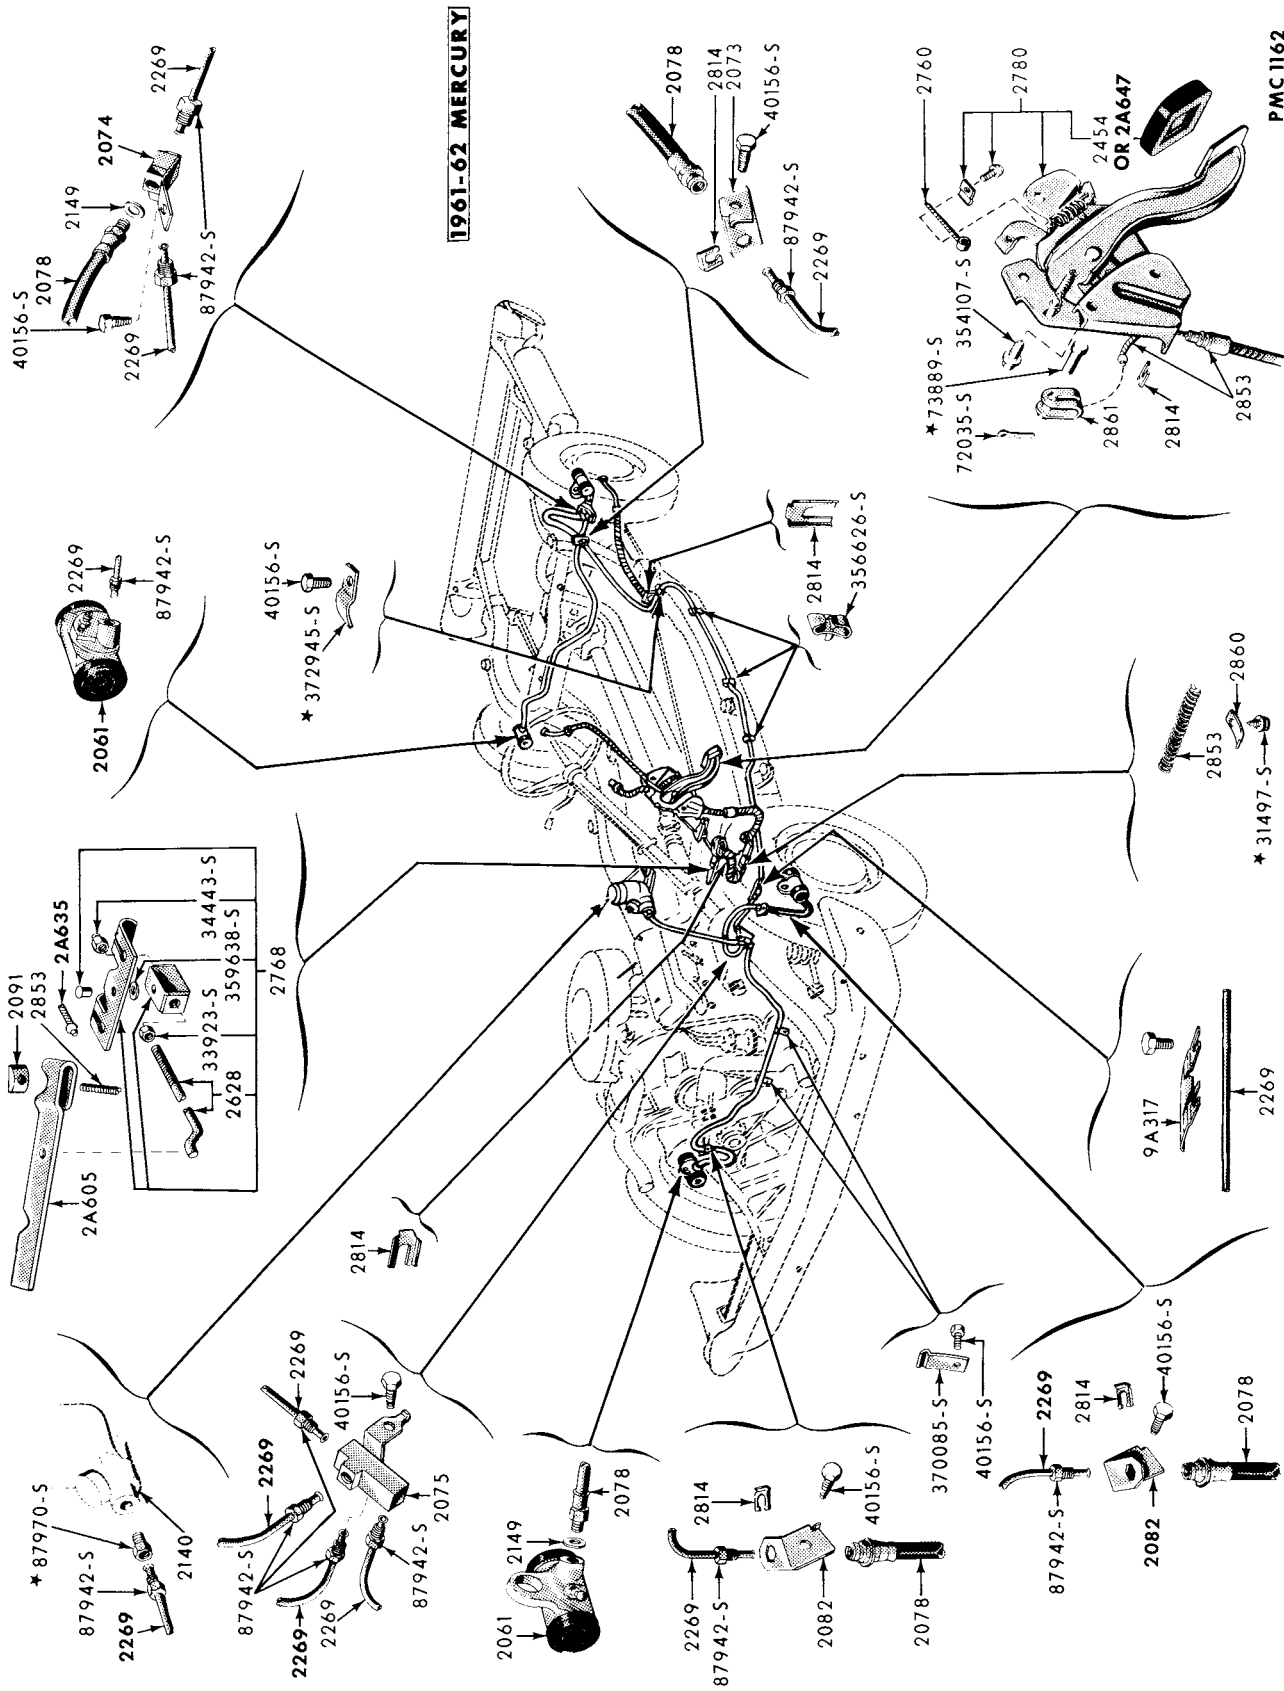 1961-62 MERCURY
★87970-S
87942-S
2269
2140
2269
2269
87942-S
2269
2269
40156-S
2075
87942-S
2061
2149
2078
2269
87942-S
2814
40156-S
2082
2078
370085-S
40156-S
2269
87942-S
2814
40156-S
2082
2078
2814
2A605
2091
2853
2A635
34443-S
359638-S
33923-S
2628
2768
9A317
2269
2061
2269
87942-S
40156-S
★372945-S
2814
356626-S
2853
2860
★31497-S
40156-S
2078
2149
2074
2269
2269
87942-S
2078
2814
2073
40156-S
87942-S
2269
2760
2780
2454
OR 2A647
354107-S
★73889-S
72035-S
2861
2814
2853
PMC 1162